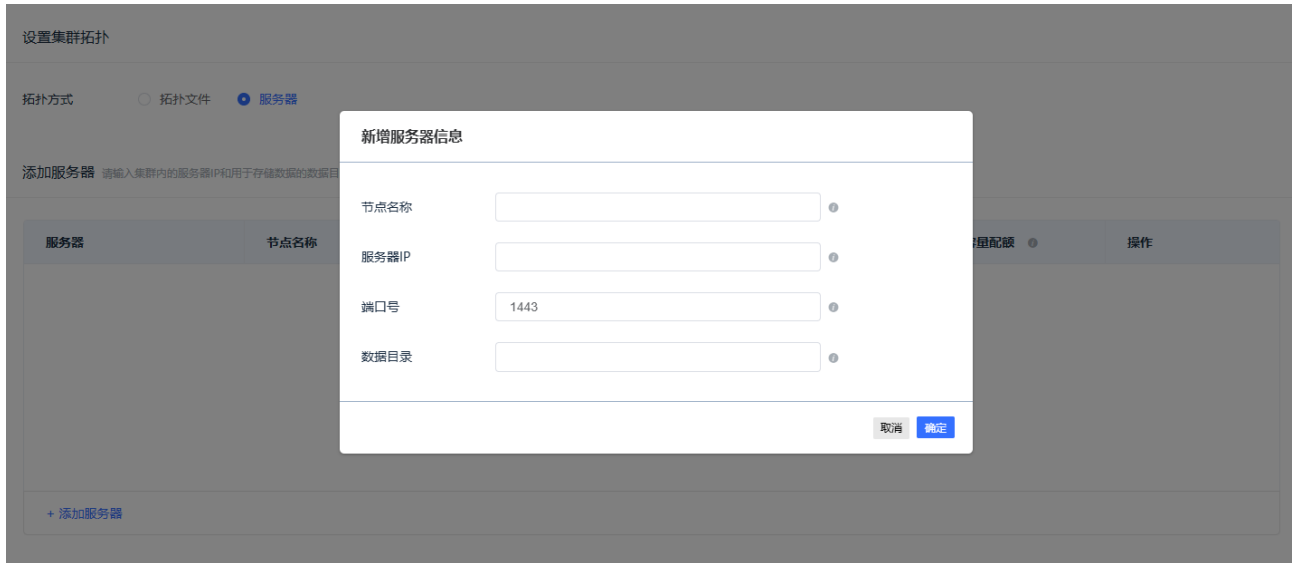 设置集群拓扑
拓扑方式 拓扑文件 服务器
新增服务器信息
添加服务器 请输入集群内的服务器IP和用于存储数据的数据目
节点名称
服务器 节点名称 容量配额 操作
服务器IP
端口号 1443
数据目录
取消 确定
+ 添加服务器